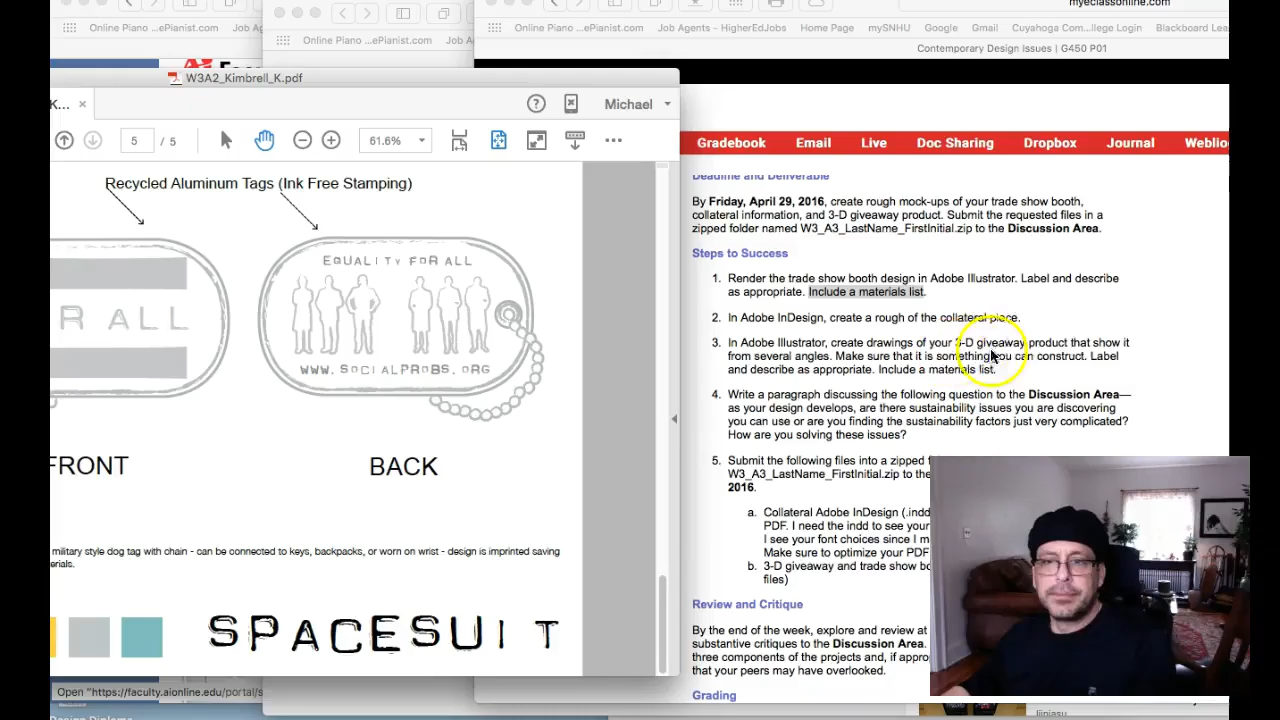 myeclassonline.com
Online Piano ...ePianist.com
Online Piano ...ePianist.com
Online Piano ...ePianist.com Job Agents - HigherEdJobs Home Page mySNHU Google Gmail Cuyahoga Comm...llege Login
Contemporary Design Issues | G450 P01
W3A2_Kimbrell_K.pdf
K...
Michael
5 / 5
61.6%
Recycled Aluminum Tags (Ink Free Stamping)
R ALL
EQUALITY FOR ALL
WWW.SOCIALPROBS.ORG
FRONT
BACK
military style dog tag with chain - can be connected to keys, backpacks, or worn on wrist - design is imprinted saving
SPACESUIT
Open "https://faculty.aionline.edu/portal/s
Gradebook Email Live Doc Sharing Dropbox Journal
Deadline and Deliverable
By Friday, April 29, 2016, create rough mock-ups of your trade show booth,
collateral information, and 3-D giveaway product. Submit the requested files in a
zipped folder named W3_A3_LastName_FirstInitial.zip to the Discussion Area.
Steps to Success
1. Render the trade show booth design in Adobe Illustrator. Label and describe
as appropriate. Include a materials list.
2. In Adobe InDesign, create a rough of the collateral piece.
3. In Adobe Illustrator, create drawings of your 3-D giveaway product that show it
from several angles. Make sure that it is something you can construct. Label
and describe as appropriate. Include a materials list.
4. Write a paragraph discussing the following question to the Discussion Area—
as your design develops, are there sustainability issues you are discovering
you can use or are you finding the sustainability factors just very complicated?
How are you solving these issues?
5. Submit the following files into a zipped f
W3_A3_LastName_FirstInitial.zip to the
2016.
a. Collateral Adobe InDesign (.indd
PDF. I need the indd to see your
I see your font choices since I m
Make sure to optimize your PDF
b. 3-D giveaway and trade show bo
files)
Review and Critique
By the end of the week, explore and review at
substantive critiques to the Discussion Area.
three components of the projects and, if appro
that your peers may have overlooked.
Grading